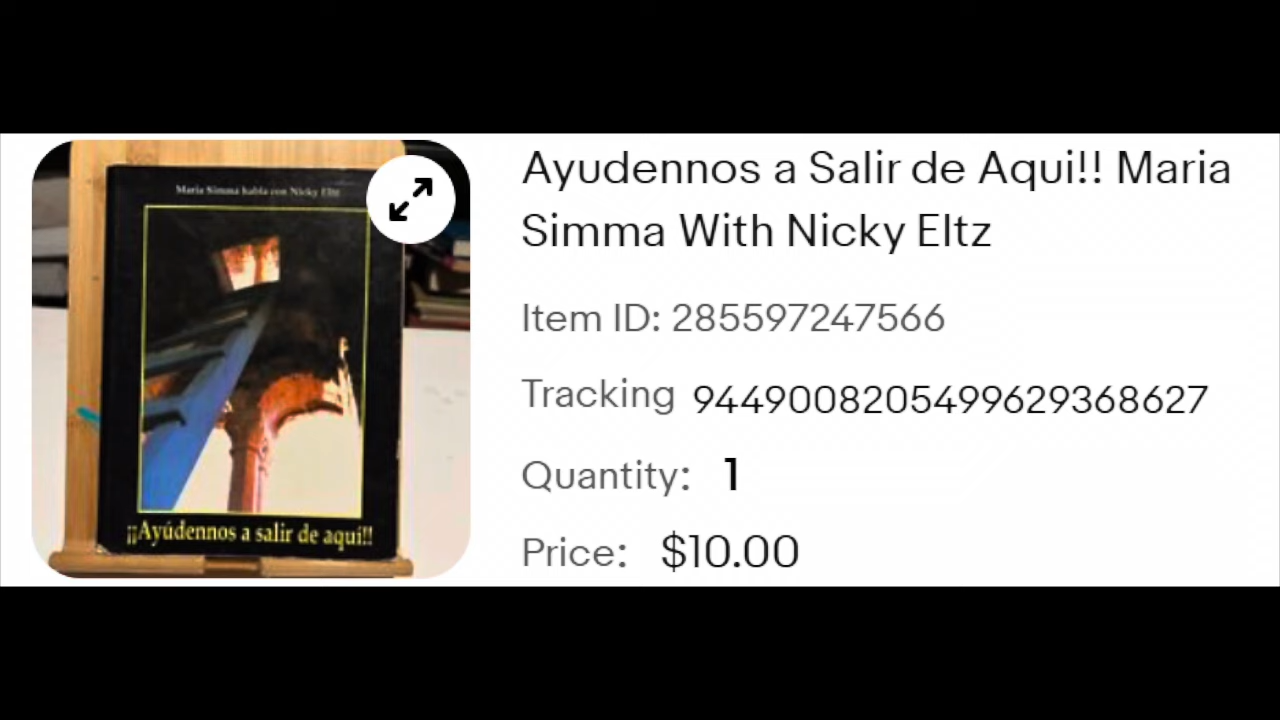 Maria Simma habla con Nicky Eltz
¡¡Ayúdennos a salir de aquí!!
Ayudennos a Salir de Aqui!! Maria
Simma With Nicky Eltz
Item ID: 285597247566
Tracking 9449008205499629368627
Quantity: 1
Price: $10.00